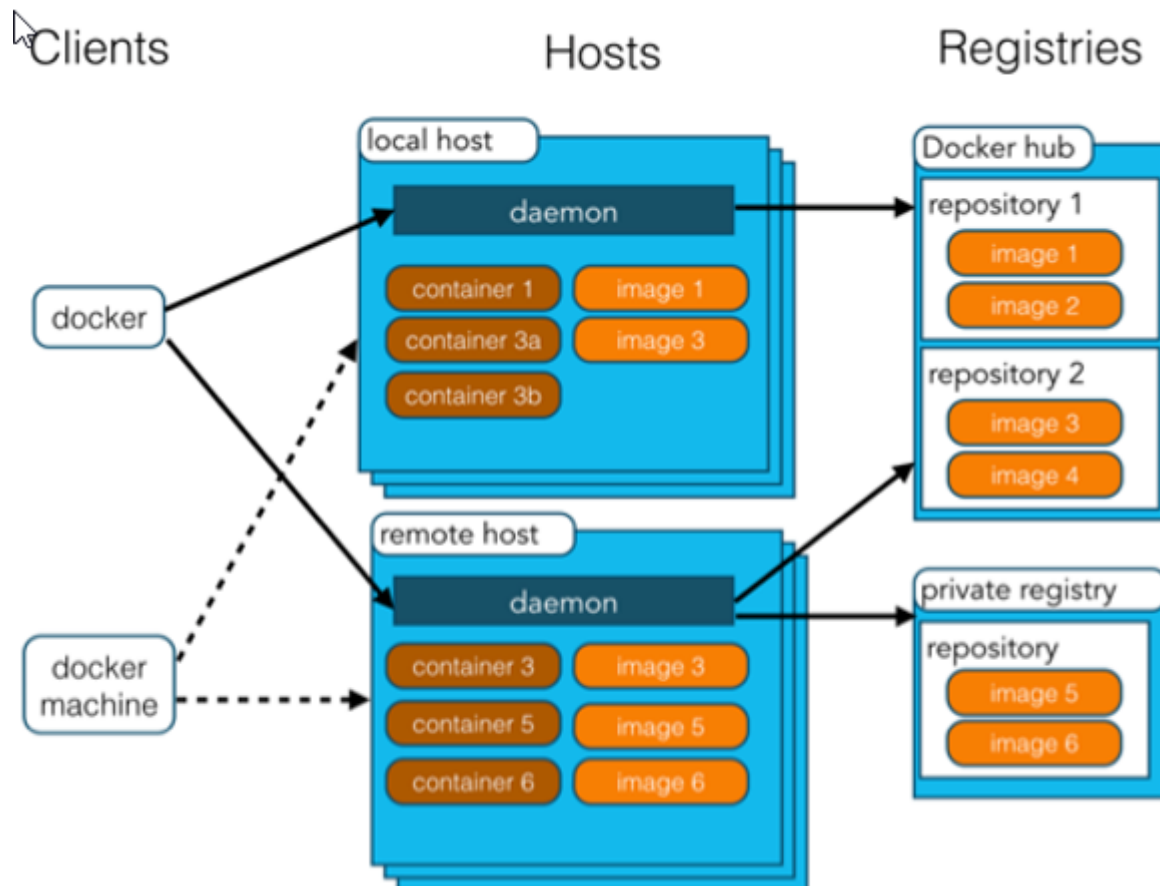 Clients
Hosts
Registries
local host
daemon
container 1
image 1
container 3a
image 3
container 3b
docker
remote host
daemon
container 3
image 3
container 5
image 5
container 6
image 6
docker
machine
Docker hub
repository 1
image 1
image 2
repository 2
image 3
image 4
private registry
repository
image 5
image 6